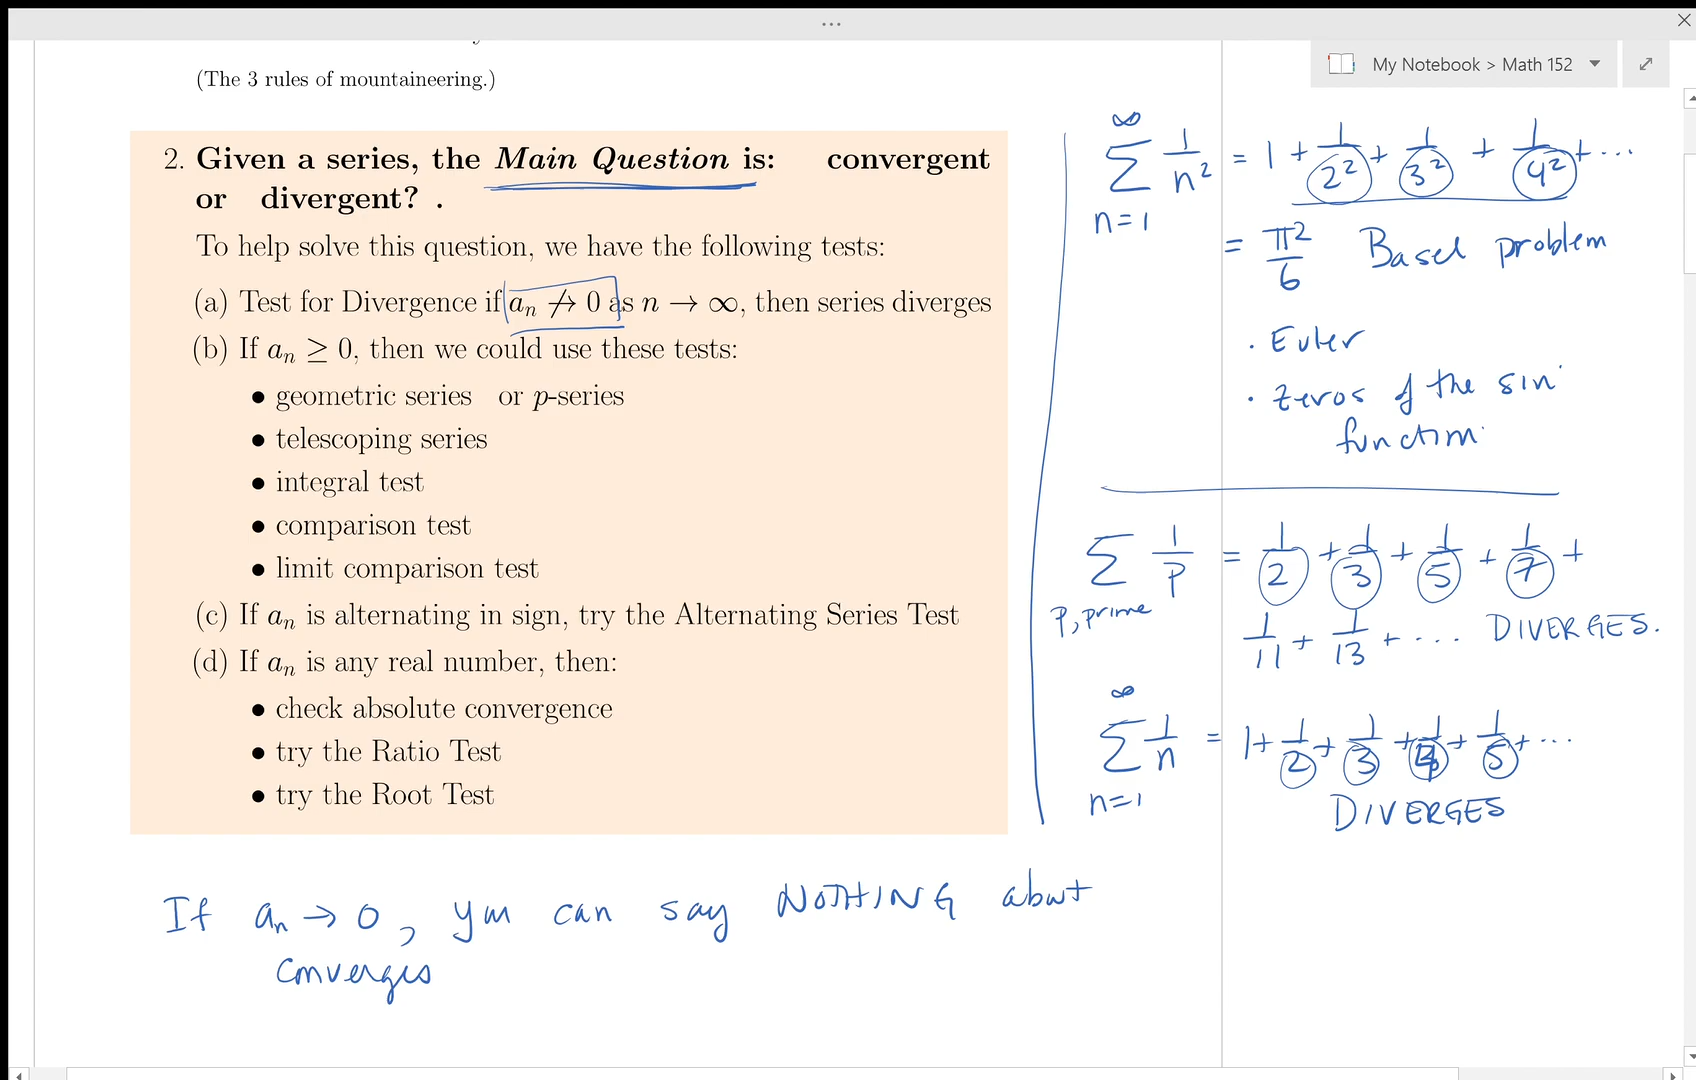 ...
My Notebook > Math 152
(The 3 rules of mountaineering.)
2. Given a series, the Main Question is: convergent
or divergent? .
To help solve this question, we have the following tests:
(a) Test for Divergence if aₙ ↛ 0 as n → ∞, then series diverges
(b) If aₙ ≥ 0, then we could use these tests:
• geometric series or p-series
• telescoping series
• integral test
• comparison test
• limit comparison test
(c) If aₙ is alternating in sign, try the Alternating Series Test
(d) If aₙ is any real number, then:
• check absolute convergence
• try the Ratio Test
• try the Root Test
If aₙ → 0, you can say NOTHING about
converges
∞
∑ 1/n² = 1 + 1/2² + 1/3² + 1/4² + ...
n=1
= π²/6 Basel problem
• Euler
• zeros of the sin
function
∑ 1/p = 1/2 + 1/3 + 1/5 + 1/7 +
p, prime
1/11 + 1/13 + .... DIVERGES.
∞
∑ 1/n = 1 + 1/2 + 1/3 + 1/4 + 1/5 + ...
n=1
DIVERGES